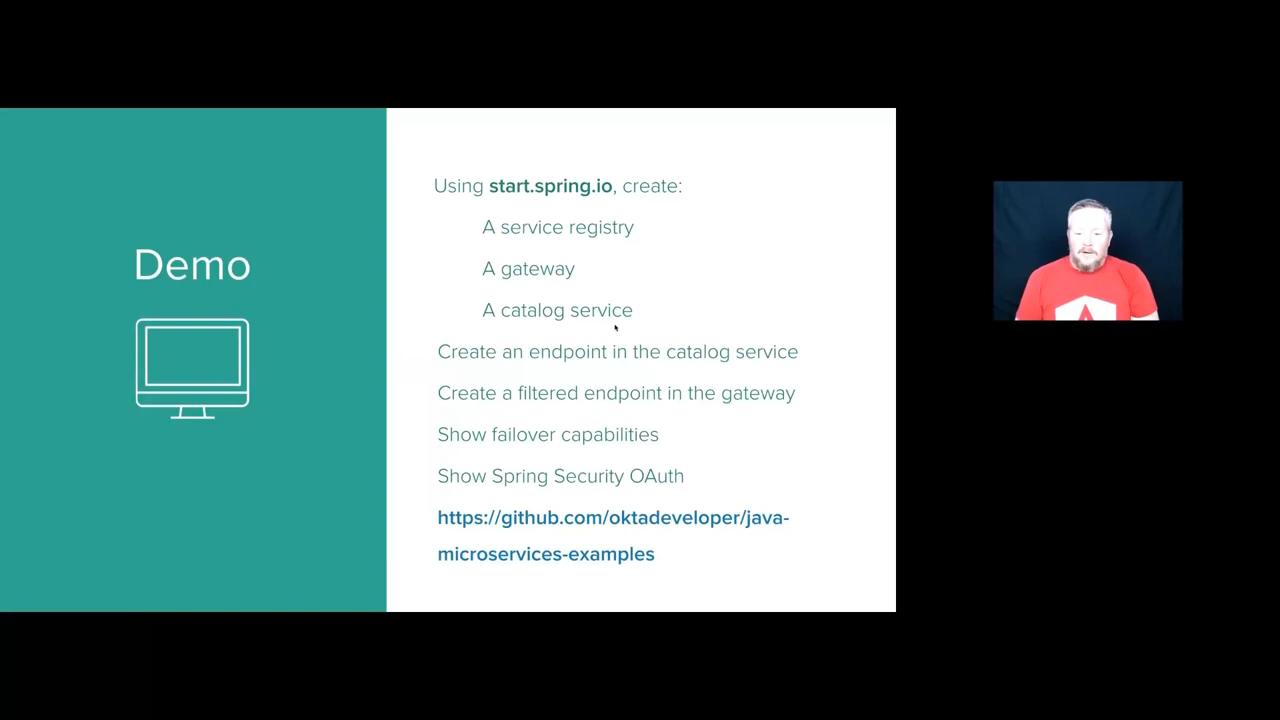 Demo
Using start.spring.io, create:
A service registry
A gateway
A catalog service
Create an endpoint in the catalog service
Create a filtered endpoint in the gateway
Show failover capabilities
Show Spring Security OAuth
https://github.com/oktadeveloper/java-
microservices-examples